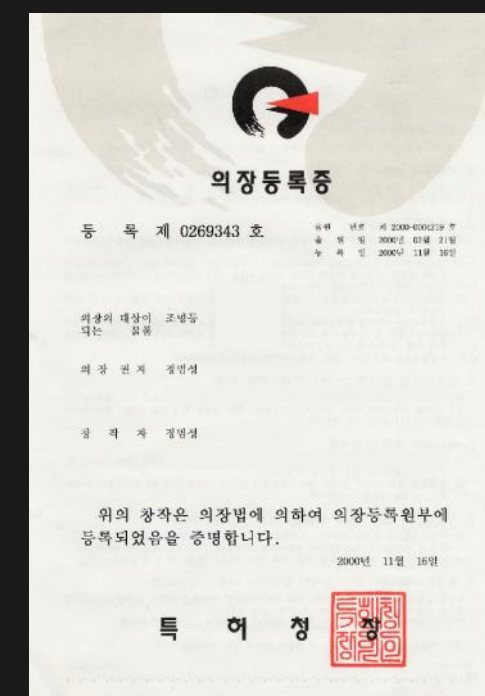 의장등록증
등 록 제 0269343 호
출원 번호 제 2000-0004379 호
출 원 일 2000년 02월 21일
등 록 일 2000년 11월 16일
의장의 대상이 조명등
되는 물품
의 장 권 자 정범성
창 작 자 정범성
위의 창작은 의장법에 의하여 의장등록원부에
등록되었음을 증명합니다.
2000년 11월 16일
특 허 청 장